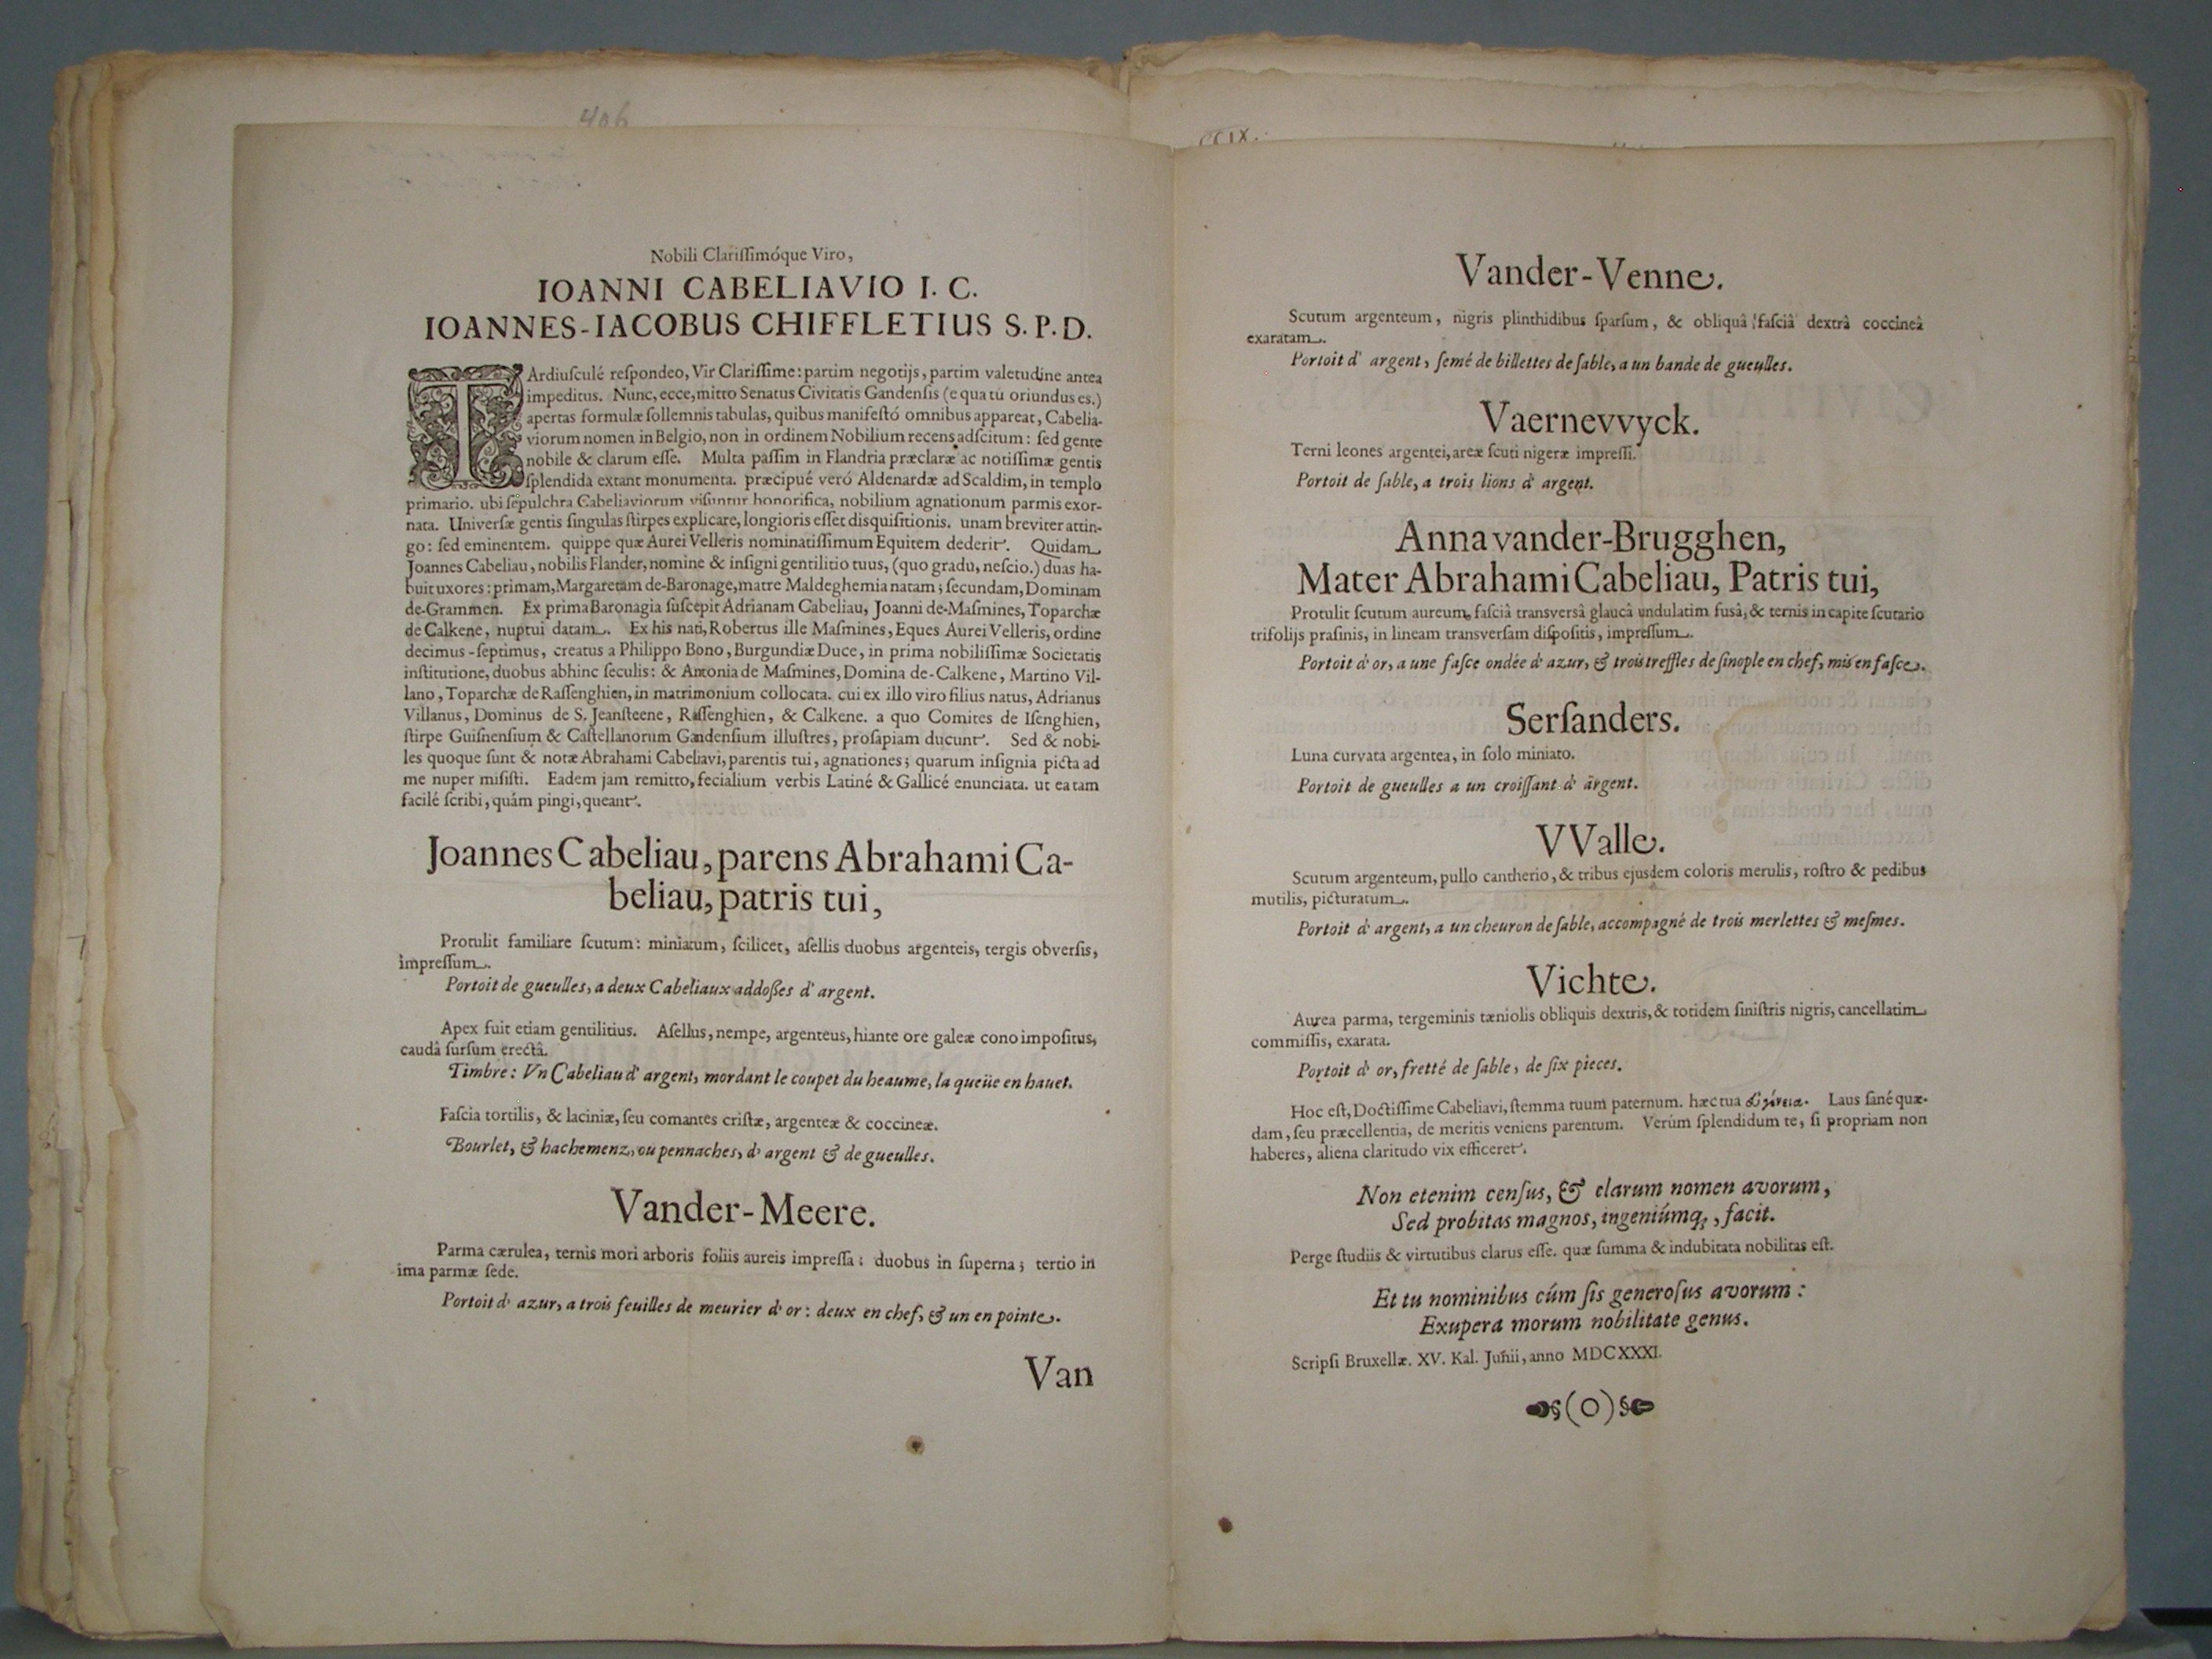 406
Nobili Clariſſimóque Viro,
IOANNI CABELIAVIO I. C.
IOANNES-IACOBUS CHIFFLETIUS S. P. D.
TArdiuſculé reſpondeo, Vir Clariſſime: partim negotijs, partim valetudine antea
impeditus. Nunc, ecce, mitto Senatus Civitatis Gandenſis (e qua tu oriundus es.)
apertas formulæ ſollemnis tabulas, quibus manifeſtó omnibus appareat, Cabelia-
viorum nomen in Belgio, non in ordinem Nobilium recens adſcitum: ſed gente
nobile & clarum eſſe. Multa paſſim in Flandria præclaræ ac notiſſimæ gentis
ſplendida extant monumenta. præcipué veró Aldenardæ ad Scaldim, in templo
primario. ubi ſepulchra Cabeliaviorum viſuntur honorifica, nobilium agnationum parmis exor-
nata. Univerſæ gentis ſingulas ſtirpes explicare, longioris eſſet disquiſitionis. unam breviter attin-
go: ſed eminentem. quippe quæ Aurei Velleris nominatiſſimum Equitem dederit. Quidam
Joannes Cabeliau, nobilis Flander, nomine & inſigni gentilitio tuus, (quo gradu, neſcio.) duas ha-
buit uxores: primam, Margaretam de-Baronage, matre Maldeghemia natam; ſecundam, Dominam
de-Grammen. Ex prima Baronagia ſuſcepit Adrianam Cabeliau, Joanni de-Maſmines, Toparchæ
de Calkene, nuptui datam. Ex his nati, Robertus ille Maſmines, Eques Aurei Velleris, ordine
decimus-ſeptimus, creatus a Philippo Bono, Burgundiæ Duce, in prima nobiliſſimæ Societatis
inſtitutione, duobus abhinc ſeculis: & Antonia de Maſmines, Domina de-Calkene, Martino Vil-
lano, Toparchæ de Raſſenghien, in matrimonium collocata. cui ex illo viro filius natus, Adrianus
Villanus, Dominus de S. Jeanſteene, Raſſenghien, & Calkene. a quo Comites de Iſenghien,
ſtirpe Guiſnenſium & Caſtellanorum Gandenſium illuſtres, proſapiam ducunt. Sed & nobi-
les quoque ſunt & notæ Abrahami Cabeliavi, parentis tui, agnationes; quarum inſignia picta ad
me nuper miſiſti. Eadem jam remitto, fecialium verbis Latiné & Gallicé enunciata. ut ea tam
facilé ſcribi, quám pingi, queant.
Joannes Cabeliau, parens Abrahami Ca-
beliau, patris tui,
Protulit familiare ſcutum: miniatum, ſcilicet, aſellis duobus argenteis, tergis obverſis,
impreſſum.
Portoit de gueulles, a deux Cabeliaux addoßes d'argent.
Apex fuit etiam gentilitius. Aſellus, nempe, argenteus, hiante ore galeæ cono impoſitus,
caudâ ſurſum erectâ.
Timbre: Vn Cabeliau d'argent, mordant le coupet du heaume, la queüe en hauet.
Faſcia tortilis, & laciniæ, ſeu comantes criſtæ, argenteæ & coccineæ.
Bourlet, & hachemenz, ou pennaches, d'argent & de gueulles.
Vander-Meere.
Parma cærulea, ternis mori arboris foliis aureis impreſſa: duobus in ſuperna; tertio in
ima parmæ ſede.
Portoit d'azur, a trois feuilles de meurier d'or: deux en chef, & un en pointe.
Van
CCIX.
Vander-Venne.
Scutum argenteum, nigris plinthidibus ſparſum, & obliquâ faſciâ dextrâ coccineâ
exaratam.
Portoit d'argent, ſemé de billettes de ſable, a un bande de gueulles.
Vaernevvyck.
Terni leones argentei, areæ ſcuti nigeræ impreſſi.
Portoit de ſable, a trois lions d'argent.
Anna vander-Brugghen,
Mater Abrahami Cabeliau, Patris tui,
Protulit ſcutum aureum, faſciâ transverſâ glaucâ undulatim fusâ, & ternis in capite ſcutario
trifolijs praſinis, in lineam transverſam diſpoſitis, impreſſum.
Portoit d'or, a une faſce ondée d'azur, & trois treffles de ſinople en chef, mis en faſce.
Serſanders.
Luna curvata argentea, in ſolo miniato.
Portoit de gueulles a un croiſſant d'argent.
VValle.
Scutum argenteum, pullo cantherio, & tribus ejuſdem coloris merulis, roſtro & pedibus
mutilis, picturatum.
Portoit d'argent, a un cheuron de ſable, accompagné de trois merlettes & meſmes.
Vichte.
Aurea parma, tergeminis tæniolis obliquis dextris, & totidem ſiniſtris nigris, cancellatim
commiſſis, exarata.
Portoit d'or, fretté de ſable, de ſix pieces.
Hoc eſt, Doctiſſime Cabeliavi, ſtemma tuum paternum. hæc tua Laus ſané quæ-
dam, ſeu præcellentia, de meritis veniens parentum. Verúm ſplendidum te, ſi propriam non
haberes, aliena claritudo vix efficeret.
Non etenim cenſus, & clarum nomen avorum,
Sed probitas magnos, ingeniúmq;, facit.
Perge ſtudiis & virtutibus clarus eſſe. quæ ſumma & indubitata nobilitas eſt.
Et tu nominibus cúm ſis generoſus avorum:
Exupera morum nobilitate genus.
Scripſi Bruxellæ. XV. Kal. Junii, anno MDCXXXI.